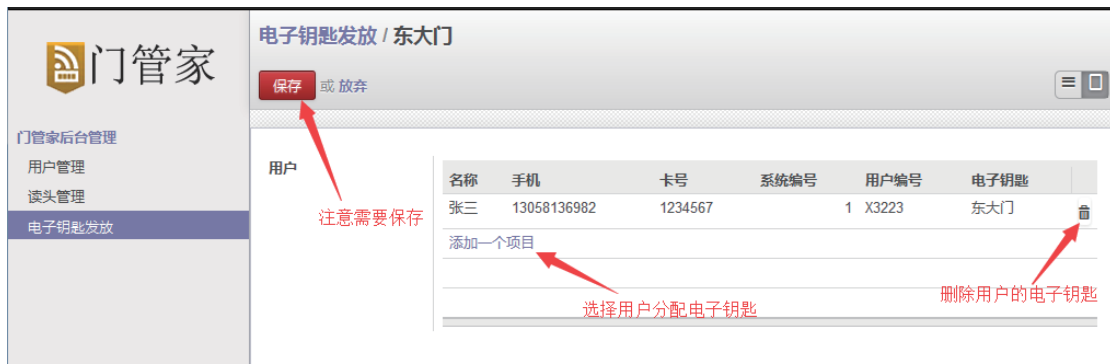 门管家
电子钥匙发放 / 东大门
保存 或 放弃
门管家后台管理
用户管理
读头管理
电子钥匙发放
注意需要保存
用户
名称 手机 卡号 系统编号 用户编号 电子钥匙
张三 13058136982 1234567 1 X3223 东大门
添加一个项目
选择用户分配电子钥匙
删除用户的电子钥匙